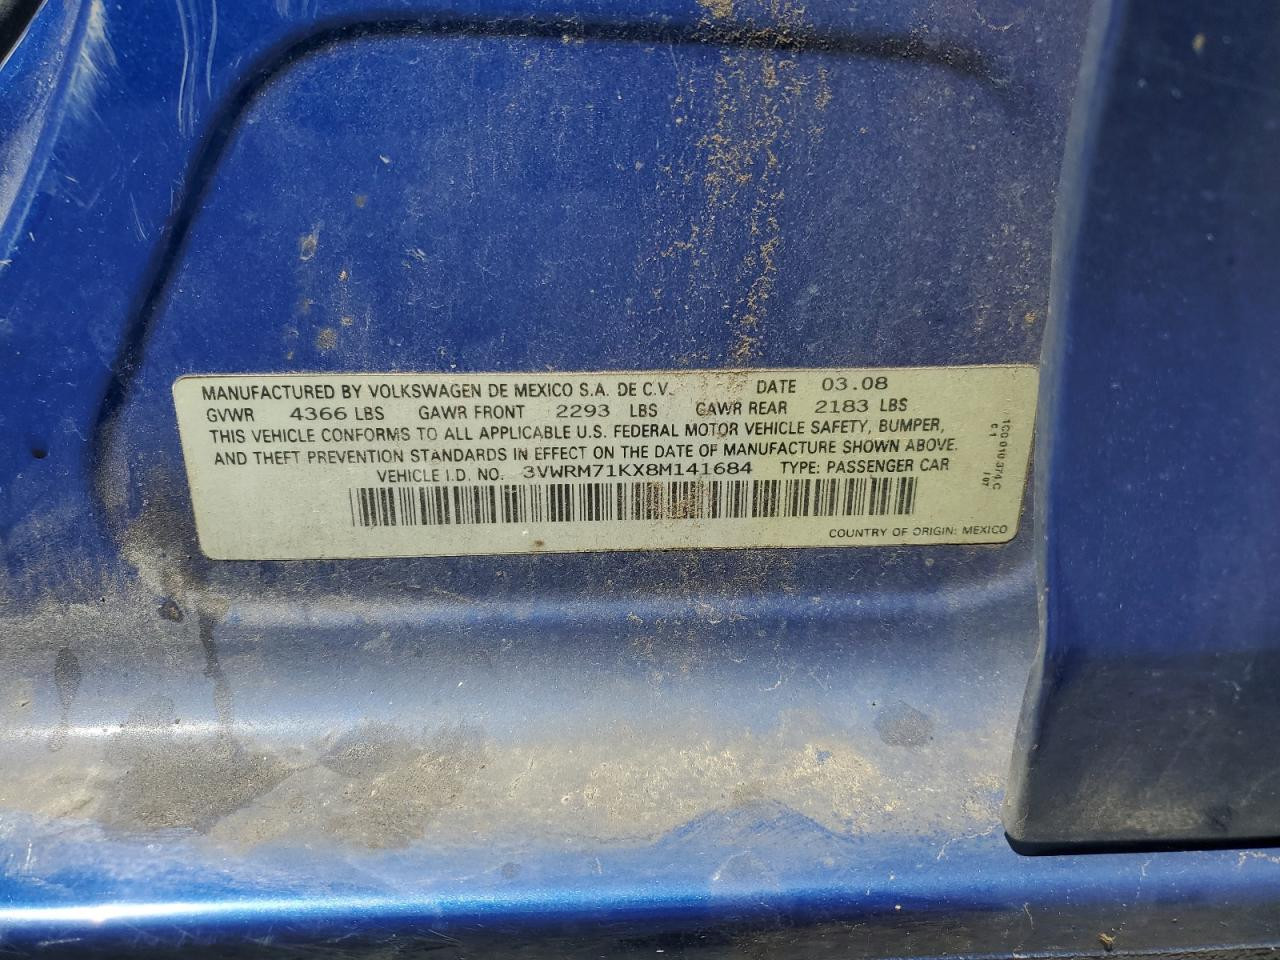 MANUFACTURED BY VOLKSWAGEN DE MEXICO S.A. DE C.V. DATE 03.08
GVWR 4366 LBS GAWR FRONT 2293 LBS GAWR REAR 2183 LBS
THIS VEHICLE CONFORMS TO ALL APPLICABLE U.S. FEDERAL MOTOR VEHICLE SAFETY, BUMPER,
AND THEFT PREVENTION STANDARDS IN EFFECT ON THE DATE OF MANUFACTURE SHOWN ABOVE.
VEHICLE I.D. NO. 3VWRM71KX8M141684 TYPE: PASSENGER CAR
COUNTRY OF ORIGIN: MEXICO